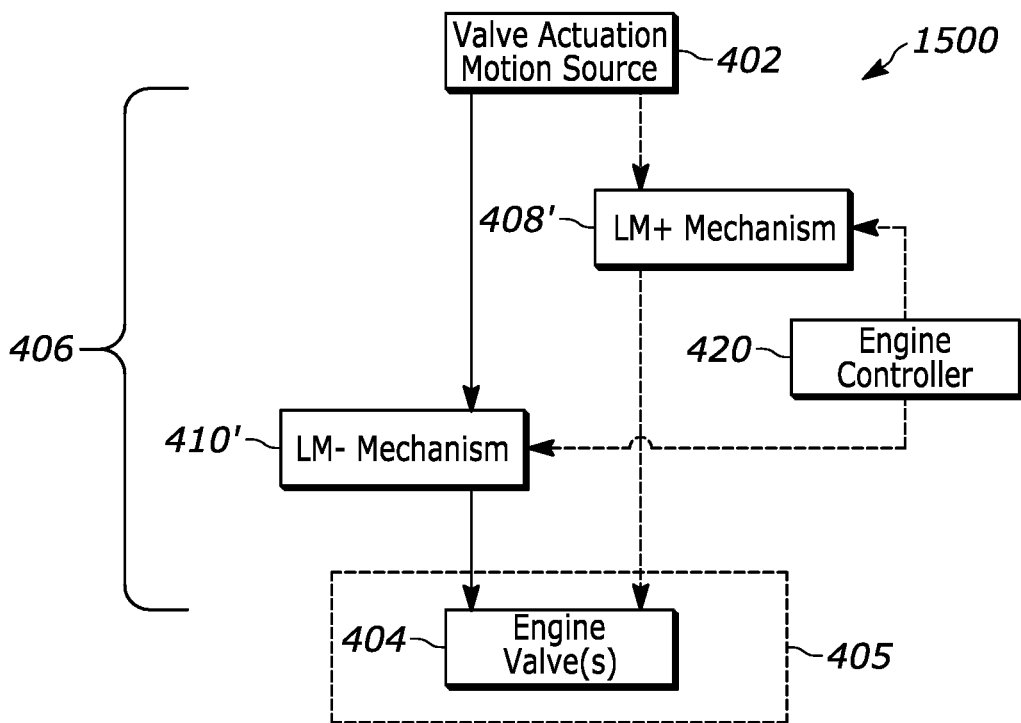 Valve Actuation
Motion Source
402
1500
408'
LM+ Mechanism
406
420
Engine
Controller
410'
LM- Mechanism
404
Engine
Valve(s)
405